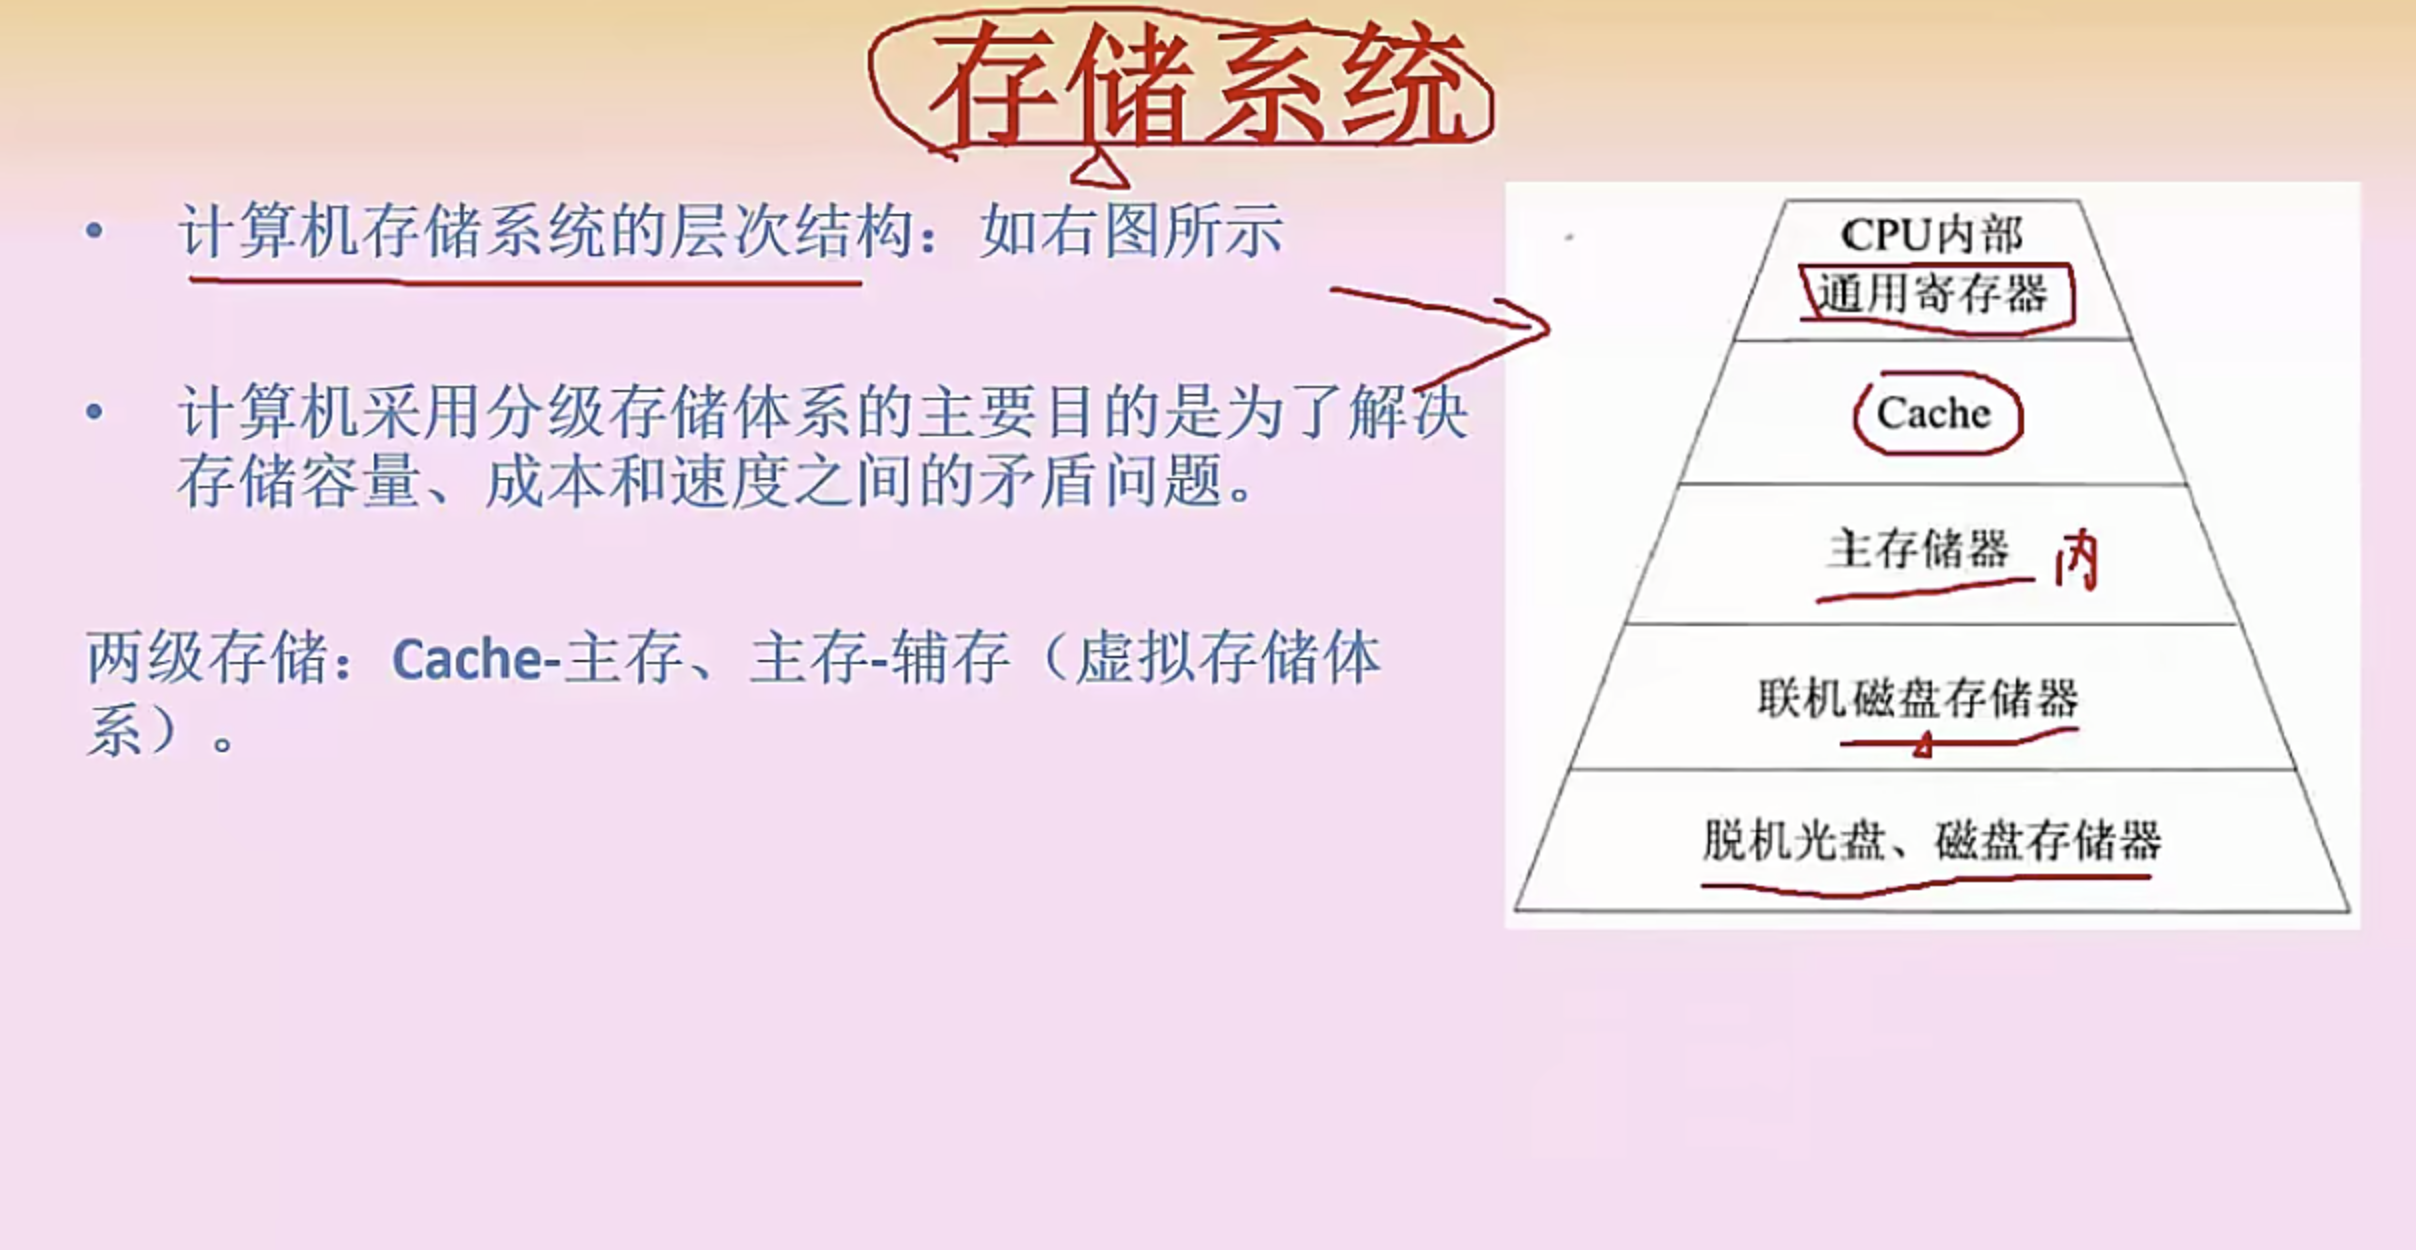 存储系统
• 计算机存储系统的层次结构：如右图所示
• 计算机采用分级存储体系的主要目的是为了解决
存储容量、成本和速度之间的矛盾问题。
两级存储：Cache-主存、主存-辅存（虚拟存储体
系）。
CPU内部
通用寄存器
Cache
主存储器 内
联机磁盘存储器
脱机光盘、磁盘存储器